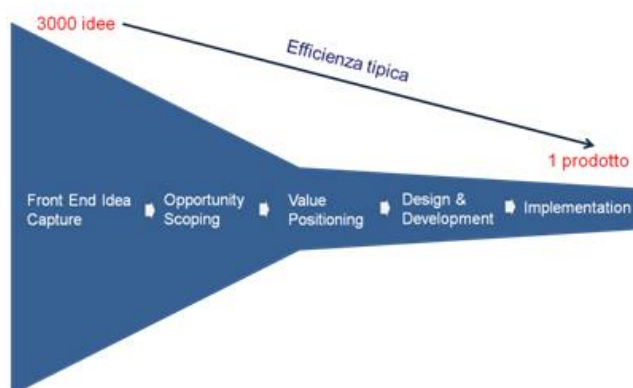 3000 idee
Efficienza tipica
1 prodotto
Front End Idea
Capture
Opportunity
Scoping
Value
Positioning
Design &
Development
Implementation